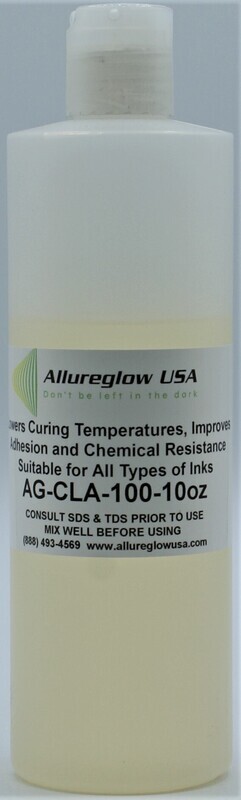 Allureglow USA
Don't be left in the dark
owers Curing Temperatures, Improves
Adhesion and Chemical Resistance
Suitable for All Types of Inks
AG-CLA-100-10oz
CONSULT SDS & TDS PRIOR TO USE
MIX WELL BEFORE USING
(888) 493-4569 www.allureglowusa.com